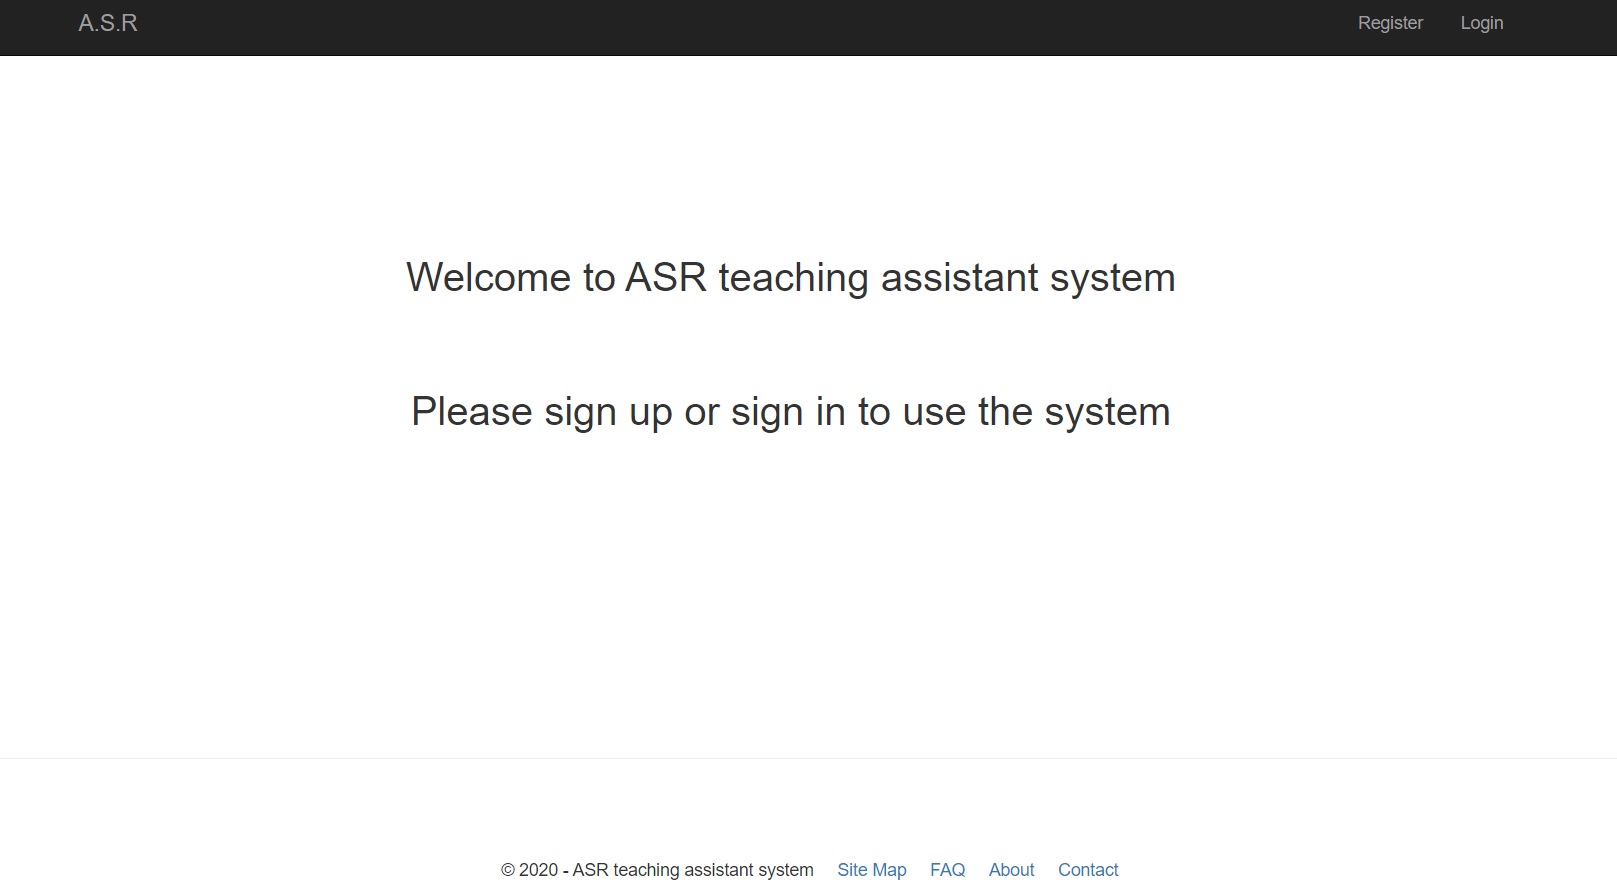 A.S.R Register Login
Welcome to ASR teaching assistant system
Please sign up or sign in to use the system
© 2020 - ASR teaching assistant system Site Map FAQ About Contact